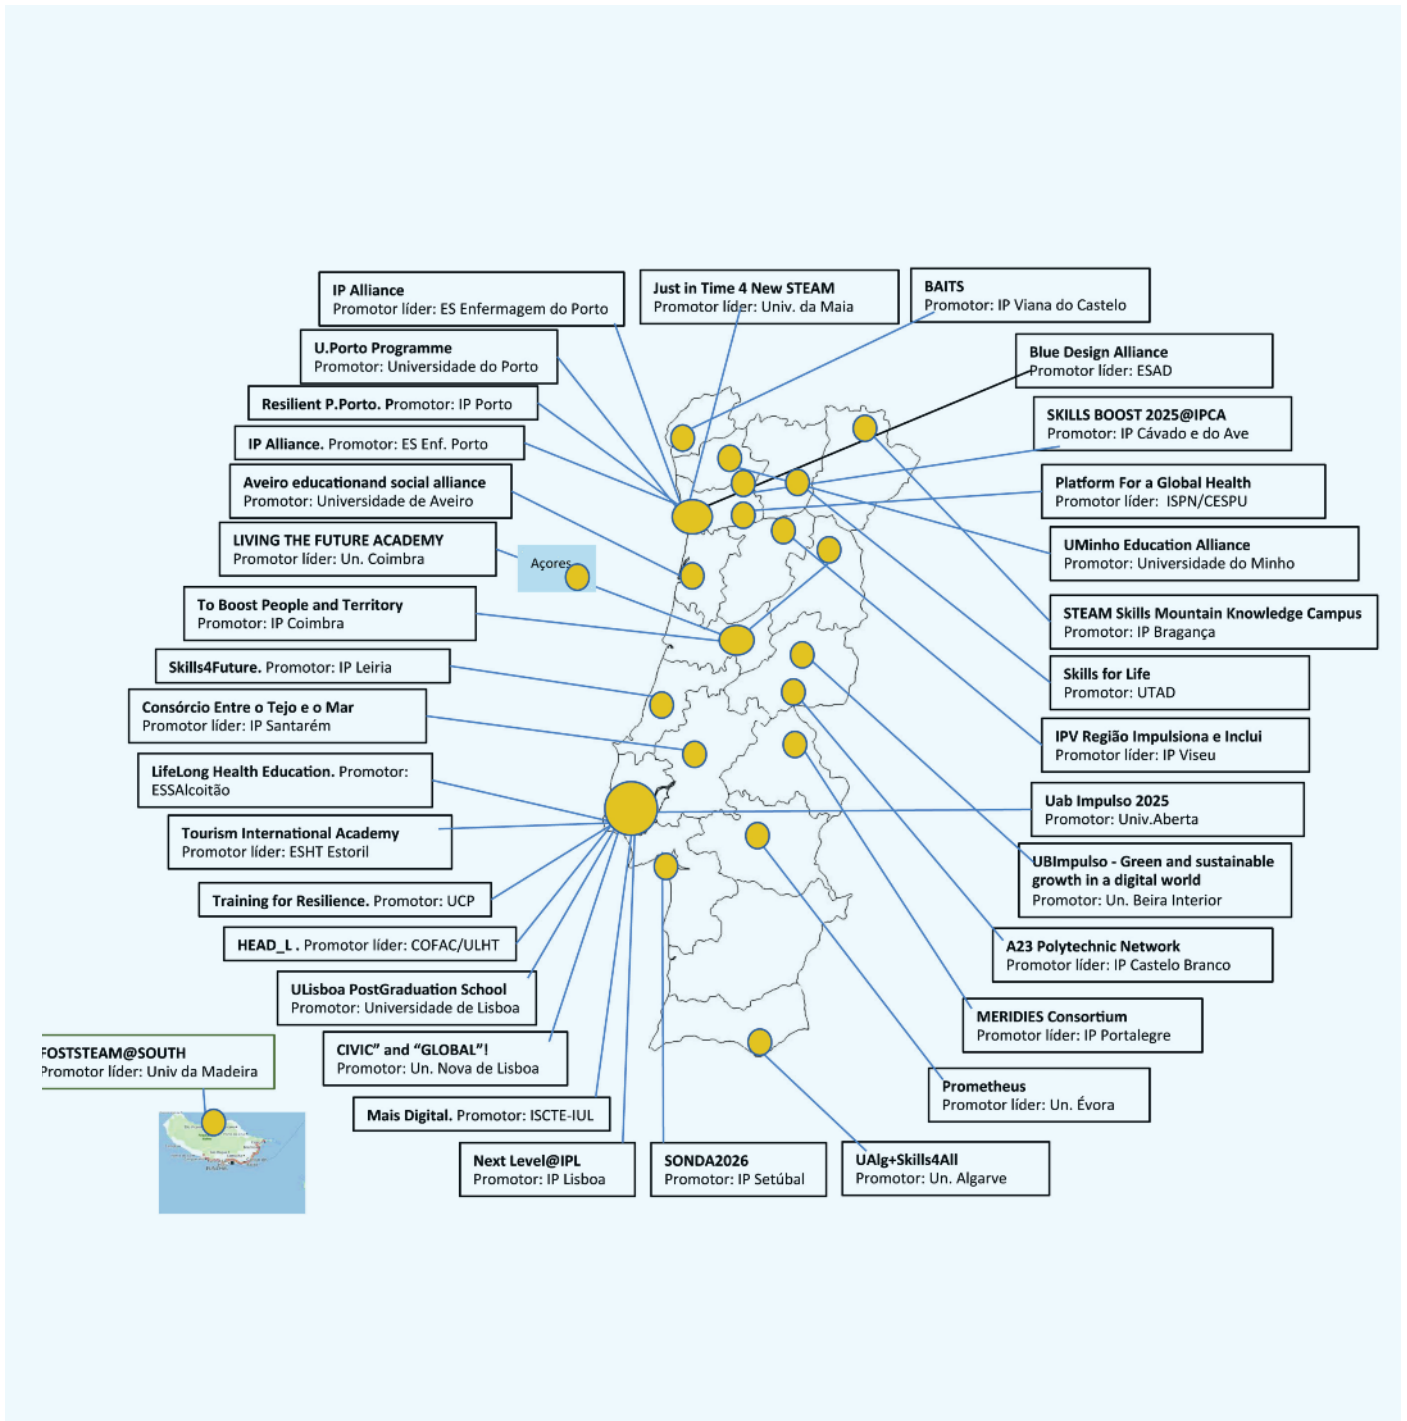 IP Alliance
Promotor líder: ES Enfermagem do Porto
Just in Time 4 New STEAM
Promotor líder: Univ. da Maia
BAITS
Promotor: IP Viana do Castelo
U.Porto Programme
Promotor: Universidade do Porto
Blue Design Alliance
Promotor líder: ESAD
Resilient P.Porto. Promotor: IP Porto
SKILLS BOOST 2025@IPCA
Promotor: IP Cávado e do Ave
IP Alliance. Promotor: ES Enf. Porto
Aveiro educationand social alliance
Promotor: Universidade de Aveiro
Platform For a Global Health
Promotor líder: ISPN/CESPU
LIVING THE FUTURE ACADEMY
Promotor líder: Un. Coimbra
Açores
UMinho Education Alliance
Promotor: Universidade do Minho
To Boost People and Territory
Promotor: IP Coimbra
STEAM Skills Mountain Knowledge Campus
Promotor: IP Bragança
Skills4Future. Promotor: IP Leiria
Skills for Life
Promotor: UTAD
Consórcio Entre o Tejo e o Mar
Promotor líder: IP Santarém
IPV Região Impulsiona e Inclui
Promotor líder: IP Viseu
LifeLong Health Education. Promotor:
ESSAlcoitão
Uab Impulso 2025
Promotor: Univ.Aberta
Tourism International Academy
Promotor líder: ESHT Estoril
UBImpulso - Green and sustainable
growth in a digital world
Promotor: Un. Beira Interior
Training for Resilience. Promotor: UCP
HEAD_L . Promotor líder: COFAC/ULHT
A23 Polytechnic Network
Promotor líder: IP Castelo Branco
ULisboa PostGraduation School
Promotor: Universidade de Lisboa
MERIDIES Consortium
Promotor líder: IP Portalegre
CIVIC” and “GLOBAL”!
Promotor: Un. Nova de Lisboa
FOSTSTEAM@SOUTH
Promotor líder: Univ da Madeira
Prometheus
Promotor líder: Un. Évora
Mais Digital. Promotor: ISCTE-IUL
Next Level@IPL
Promotor: IP Lisboa
SONDA2026
Promotor: IP Setúbal
UAlg+Skills4All
Promotor: Un. Algarve